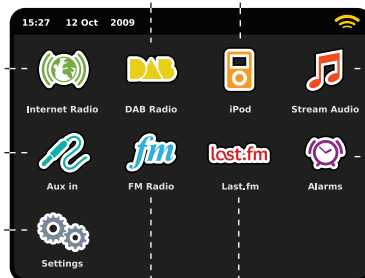 15:27 12 Oct 2009
DAB
Internet Radio DAB Radio iPod Stream Audio
fm last.fm
Aux in FM Radio Last.fm Alarms
Settings